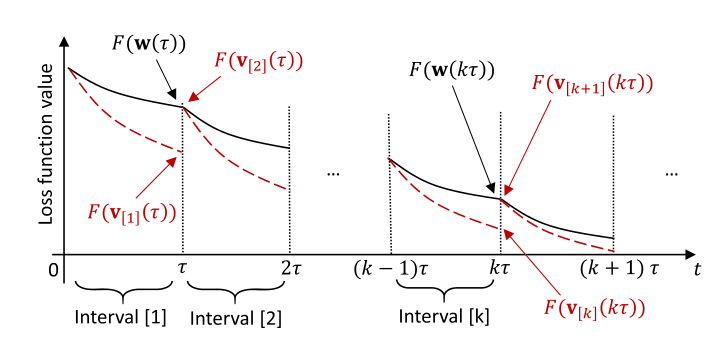 F(𝐰(τ))
F(𝐯[2](τ))
F(𝐰(kτ))
F(𝐯[k+1](kτ))
Loss function value
...
...
F(𝐯[1](τ))
0
τ
2τ
(k − 1)τ
kτ
(k + 1) τ
t
F(𝐯[k](kτ))
Interval [1]
Interval [2]
Interval [k]